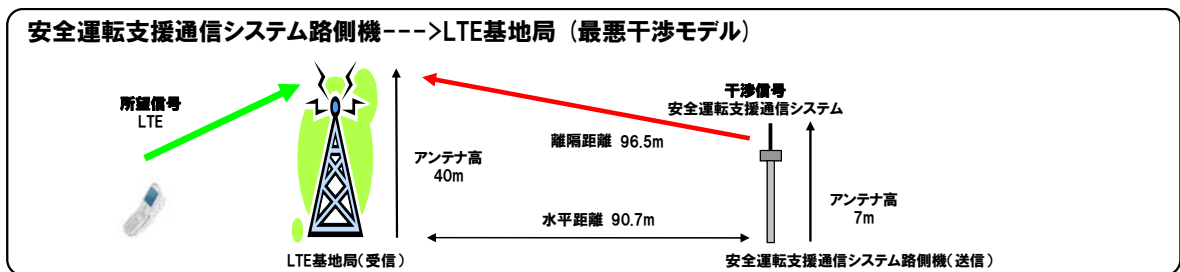 安全運転支援通信システム路側機--->LTE基地局 (最悪干渉モデル)
所望信号
LTE
干渉信号
安全運転支援通信システム
離隔距離 96.5m
アンテナ高
40m
アンテナ高
7m
水平距離 90.7m
LTE基地局(受信)
安全運転支援通信システム路側機(送信)